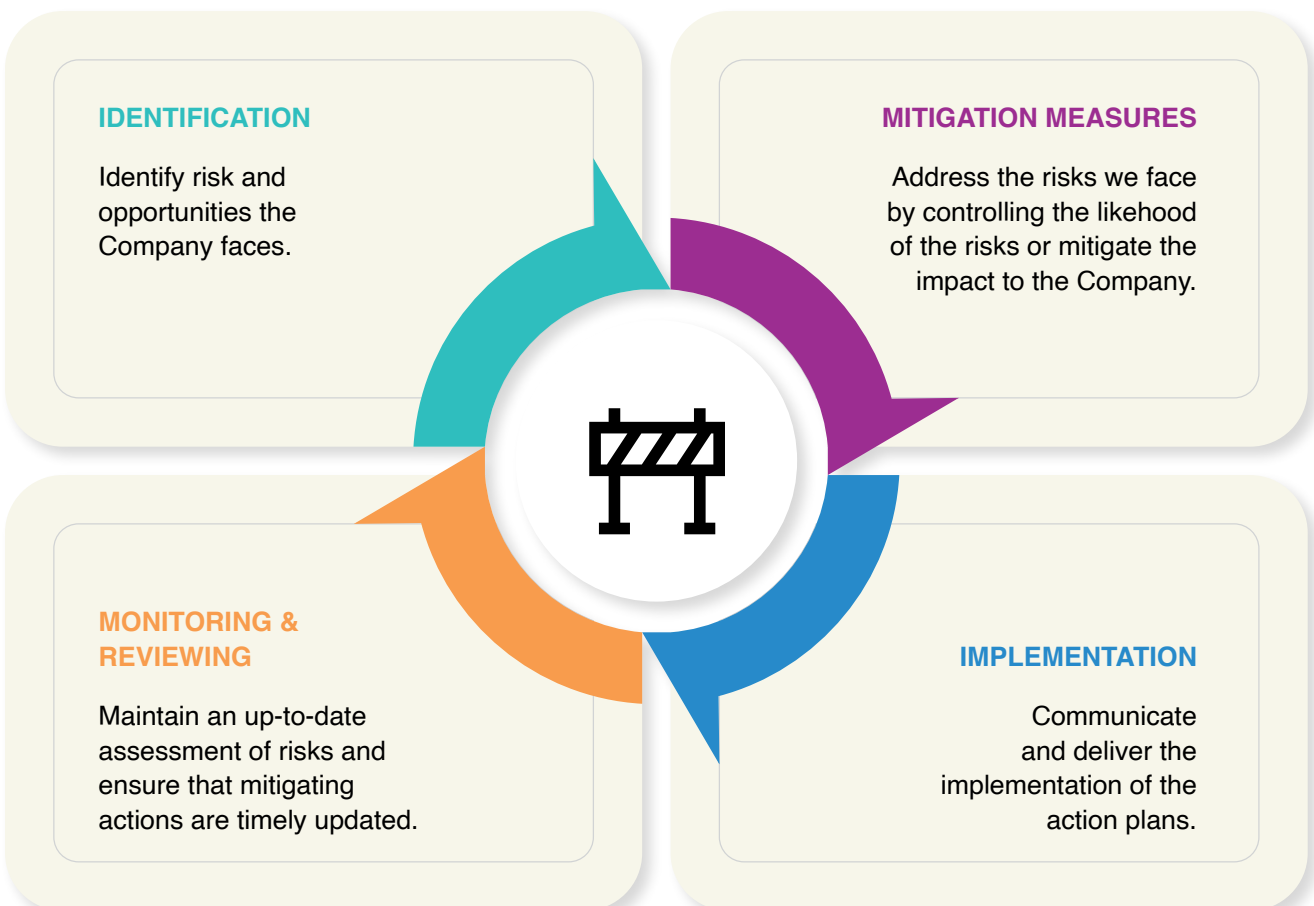 IDENTIFICATION
Identify risk and
opportunities the
Company faces.
MITIGATION MEASURES
Address the risks we face
by controlling the likehood
of the risks or mitigate the
impact to the Company.
MONITORING &
REVIEWING
Maintain an up-to-date
assessment of risks and
ensure that mitigating
actions are timely updated.
IMPLEMENTATION
Communicate
and deliver the
implementation of the
action plans.